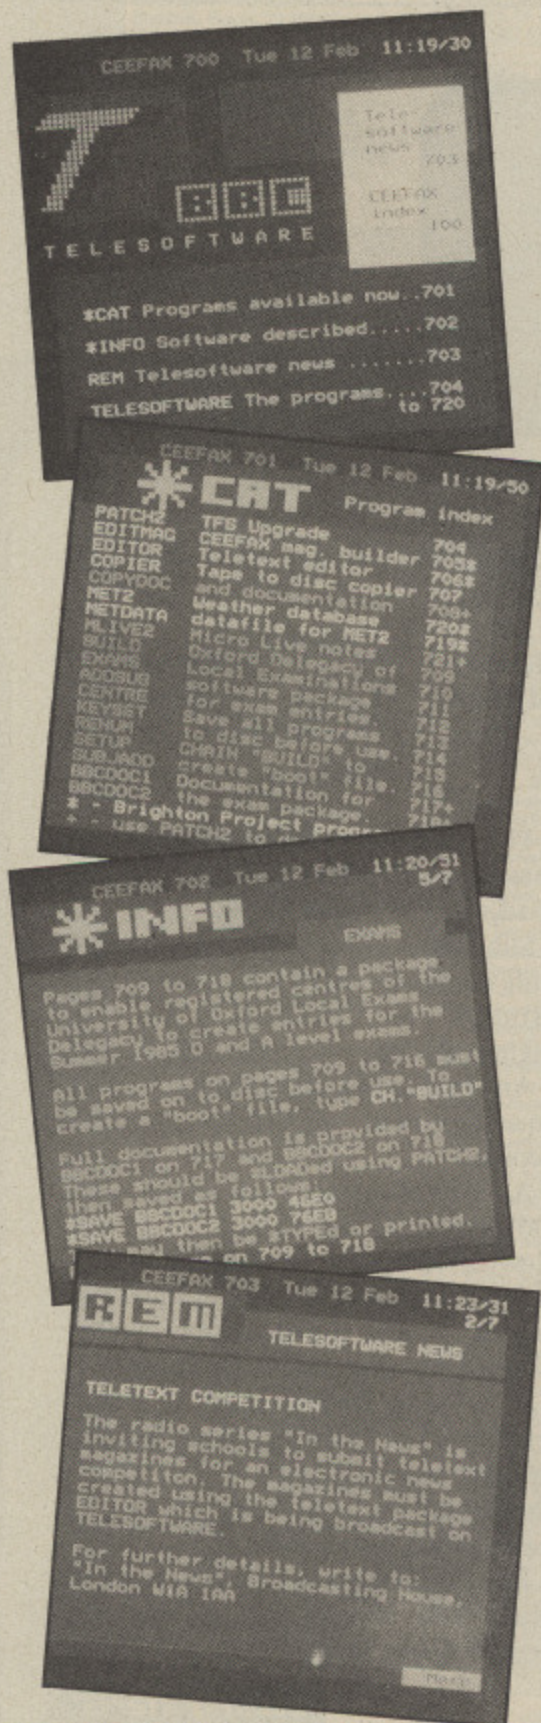 CEEFAX 700 Tue 12 Feb 11:19/30
T
BBC
TELESOFTWARE
Tele-
software
news
703
CEEFAX
index
100
*CAT Programs available now..701
*INFO Software described.....702
REM Telesoftware news .......703
TELESOFTWARE The programs....704
to 720
CEEFAX 701 Tue 12 Feb 11:19/50
*CAT Program index
PATCH2 TFS Upgrade 704
EDITMAG CEEFAX mag. builder 705*
EDITOR Teletext editor 706*
COPIER Tape to disc copier 707
COPYDOC and documentation 708+
MET2 Weather database 720*
METDATA datafile for MET2 719*
MLIVE2 Micro Live notes 721+
BUILD Oxford Delegacy of 709
EXAMS Local Examinations 710
ADDSUB software package 711
CENTRE for exam entries. 712
KEYSET Save all programs 713
RENUM to disc before use. 714
SETUP CHAIN "BUILD" to 715
SUBJADD create "boot" file. 716
BBCDOC1 Documentation for 717+
BBCDOC2 the exam package. 718+
* - Brighton Project
+ - use PATCH2 to
CEEFAX 702 Tue 12 Feb 11:20/51
5/7
*INFO EXAMS
Pages 709 to 718 contain a package
to enable registered centres of the
University of Oxford Local Exams
Delegacy to create entries for the
Summer 1985 O and A level exams.
All programs on pages 709 to 716 must
be saved on to disc before use. To
create a "boot" file, type CH."BUILD"
Full documentation is provided by
BBCDOC1 on 717 and BBCDOC2 on 718.
These should be *LOADed using PATCH2,
then saved as follows:
*SAVE BBCDOC1 3000 46E0
*SAVE BBCDOC2 3000 76EB
may then be *TYPEd or printed.
on 709 to 718
CEEFAX 703 Tue 12 Feb 11:23/31
2/7
REM TELESOFTWARE NEWS
TELETEXT COMPETITION
The radio series "In the News" is
inviting schools to submit teletext
magazines for an electronic news
competiton. The magazines must be
created using the teletext package
EDITOR which is being broadcast on
TELESOFTWARE.
For further details, write to:
"In the News", Broadcasting House,
London W1A 1AA
More